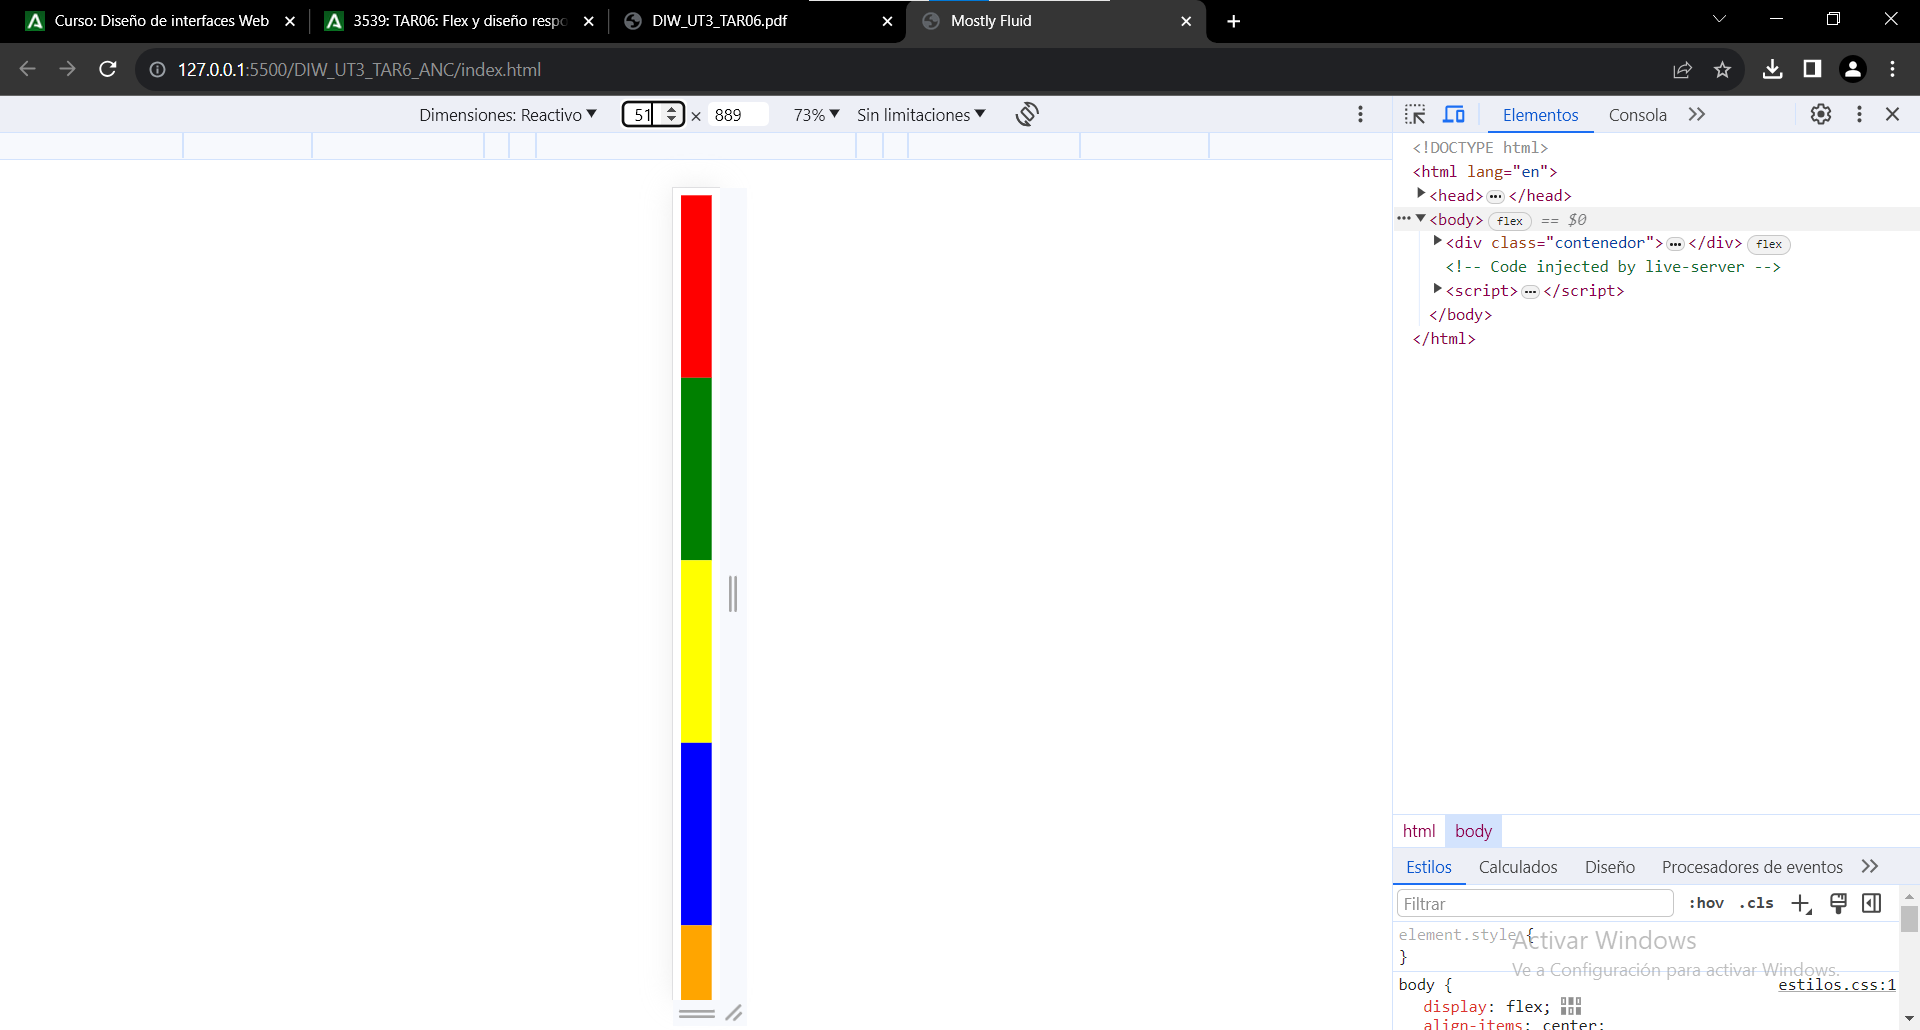 Curso: Diseño de interfaces Web
3539: TAR06: Flex y diseño respo
DIW_UT3_TAR06.pdf
Mostly Fluid
127.0.0.1:5500/DIW_UT3_TAR6_ANC/index.html
Dimensiones: Reactivo 51 × 889 73% Sin limitaciones
Elementos Consola
<!DOCTYPE html>
<html lang="en">
<head> ••• </head>
••• <body> flex == $0
<div class="contenedor"> ••• </div> flex
<!-- Code injected by live-server -->
<script> ••• </script>
</body>
</html>
html body
Estilos Calculados Diseño Procesadores de eventos
Filtrar :hov .cls
element.style {
}
Activar Windows
Ve a Configuración para activar Windows.
body { estilos.css:1
display: flex;
align-items: center;